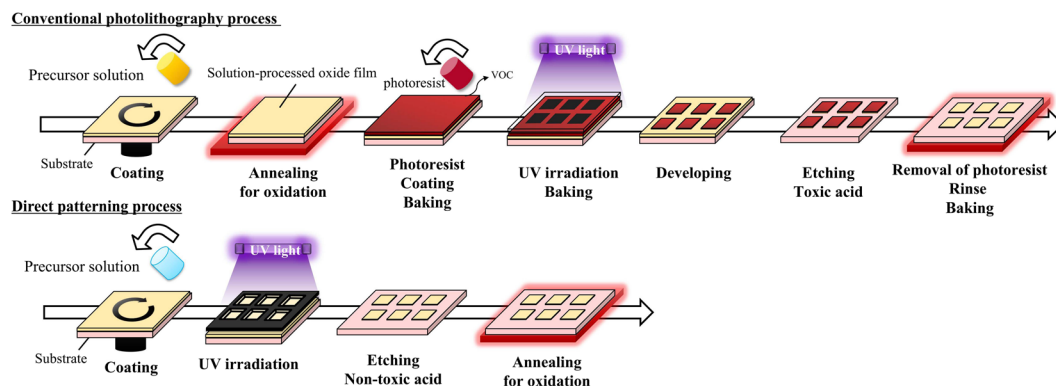 Conventional photolithography process
Precursor solution
Solution-processed oxide film
photoresist
VOC
UV light
Substrate
Coating
Annealing
for oxidation
Photoresist
Coating
Baking
UV irradiation
Baking
Developing
Etching
Toxic acid
Removal of photoresist
Rinse
Baking
Direct patterning process
Precursor solution
UV light
Substrate
Coating
UV irradiation
Etching
Non-toxic acid
Annealing
for oxidation